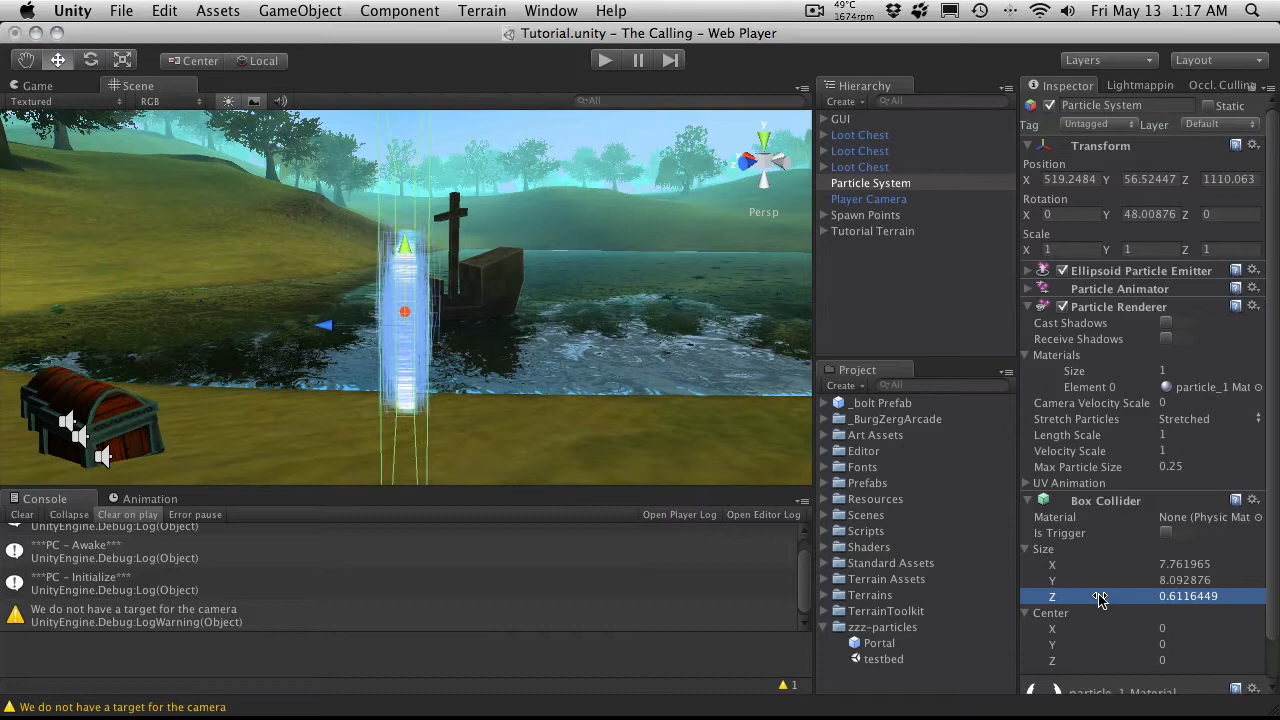 Unity File Edit Assets GameObject Component Terrain Window Help 49°C 1674rpm Fri May 13 1:17 AM
Tutorial.unity - The Calling - Web Player
Center Local Layers Layout
Game Scene
Textured RGB All
y
Persp
Hierarchy
Create All
GUI
Loot Chest
Loot Chest
Loot Chest
Particle System
Player Camera
Spawn Points
Tutorial Terrain
Project
Create All
_bolt Prefab
_BurgZergArcade
Art Assets
Editor
Fonts
Prefabs
Resources
Scenes
Scripts
Shaders
Standard Assets
Terrain Assets
Terrains
TerrainToolkit
zzz-particles
Portal
testbed
Inspector Lightmappin Occl. Cullin
Particle System Static
Tag Untagged Layer Default
Transform
Position
X 519.2484 Y 56.52447 Z 1110.063
Rotation
X 0 Y 48.00876 Z 0
Scale
X 1 Y 1 Z 1
Ellipsoid Particle Emitter
Particle Animator
Particle Renderer
Cast Shadows
Receive Shadows
Materials
Size 1
Element 0 particle_1 Mat
Camera Velocity Scale 0
Stretch Particles Stretched
Length Scale 1
Velocity Scale 1
Max Particle Size 0.25
UV Animation
Box Collider
Material None (Physic Mat
Is Trigger
Size
X 7.761965
Y 8.092876
Z 0.6116449
Center
X 0
Y 0
Z 0
particle_1 Material
Console Animation
Clear Collapse Clear on play Error pause Open Player Log Open Editor Log
UnityEngine.Debug:Log(Object)
***PC - Awake***
UnityEngine.Debug:Log(Object)
***PC - Initialize***
UnityEngine.Debug:Log(Object)
We do not have a target for the camera
UnityEngine.Debug:LogWarning(Object)
1
We do not have a target for the camera